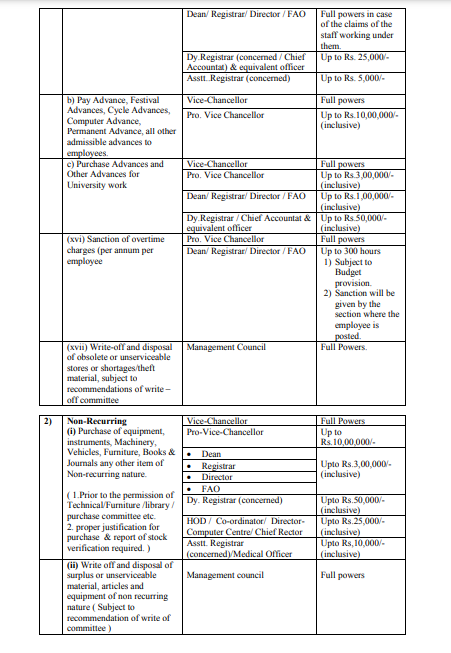 Dean/ Registrar/ Director / FAO
Full powers in case
of the claims of the
staff working under
them.
Dy.Registrar (concerned / Chief
Accountat) & equivalent officer
Up to Rs. 25,000/-
Asstt..Registrar (concerned)
Up to Rs. 5,000/-
b) Pay Advance, Festival
Advances, Cycle Advances,
Computer Advance,
Permanent Advance, all other
admissible advances to
employees.
Vice-Chancellor
Full powers
Pro. Vice Chancellor
Up to Rs.10,00,000/-
(inclusive)
c) Purchase Advances and
Other Advances for
University work
Vice-Chancellor
Full powers
Pro. Vice Chancellor
Up to Rs.3,00,000/-
(inclusive)
Dean/ Registrar/ Director / FAO
Up to Rs.1,00,000/-
(inclusive)
Dy.Registrar / Chief Accountat &
equivalent officer
Up to Rs.50,000/-
(inclusive)
(xvi) Sanction of overtime
charges (per annum per
employee
Pro. Vice Chancellor
Full powers
Dean/ Registrar/ Director / FAO
Up to 300 hours
1) Subject to
Budget
provision.
2) Sanction will be
given by the
section where the
employee is
posted.
(xvii) Write-off and disposal
of obsolete or unserviceable
stores or shortages/theft
material, subject to
recommendations of write –
off committee
Management Council
Full Powers.
2)
Non-Recurring
(i) Purchase of equipment,
instruments, Machinery,
Vehicles, Furniture, Books &
Journals any other item of
Non-recurring nature.
( 1.Prior to the permission of
Technical/Furniture /library /
purchase committee etc.
2. proper justification for
purchase & report of stock
verification required. )
Vice-Chancellor
Full Powers
Pro-Vice-Chancellor
Up to
Rs.10,00,000/-
• Dean
• Registrar
• Director
• FAO
Upto Rs.3,00,000/-
(inclusive)
Dy. Registrar (concerned)
Upto Rs.50,000/-
(inclusive)
HOD / Co-ordinator/ Director-
Computer Centre/ Chief Rector
Upto Rs.25,000/-
(inclusive)
Asstt. Registrar
(concerned)/Medical Officer
Upto Rs,10,000/-
(inclusive)
(ii) Write off and disposal of
surplus or unserviceable
material, articles and
equipment of non recurring
nature ( Subject to
recommendation of write of
committee )
Management council
Full powers